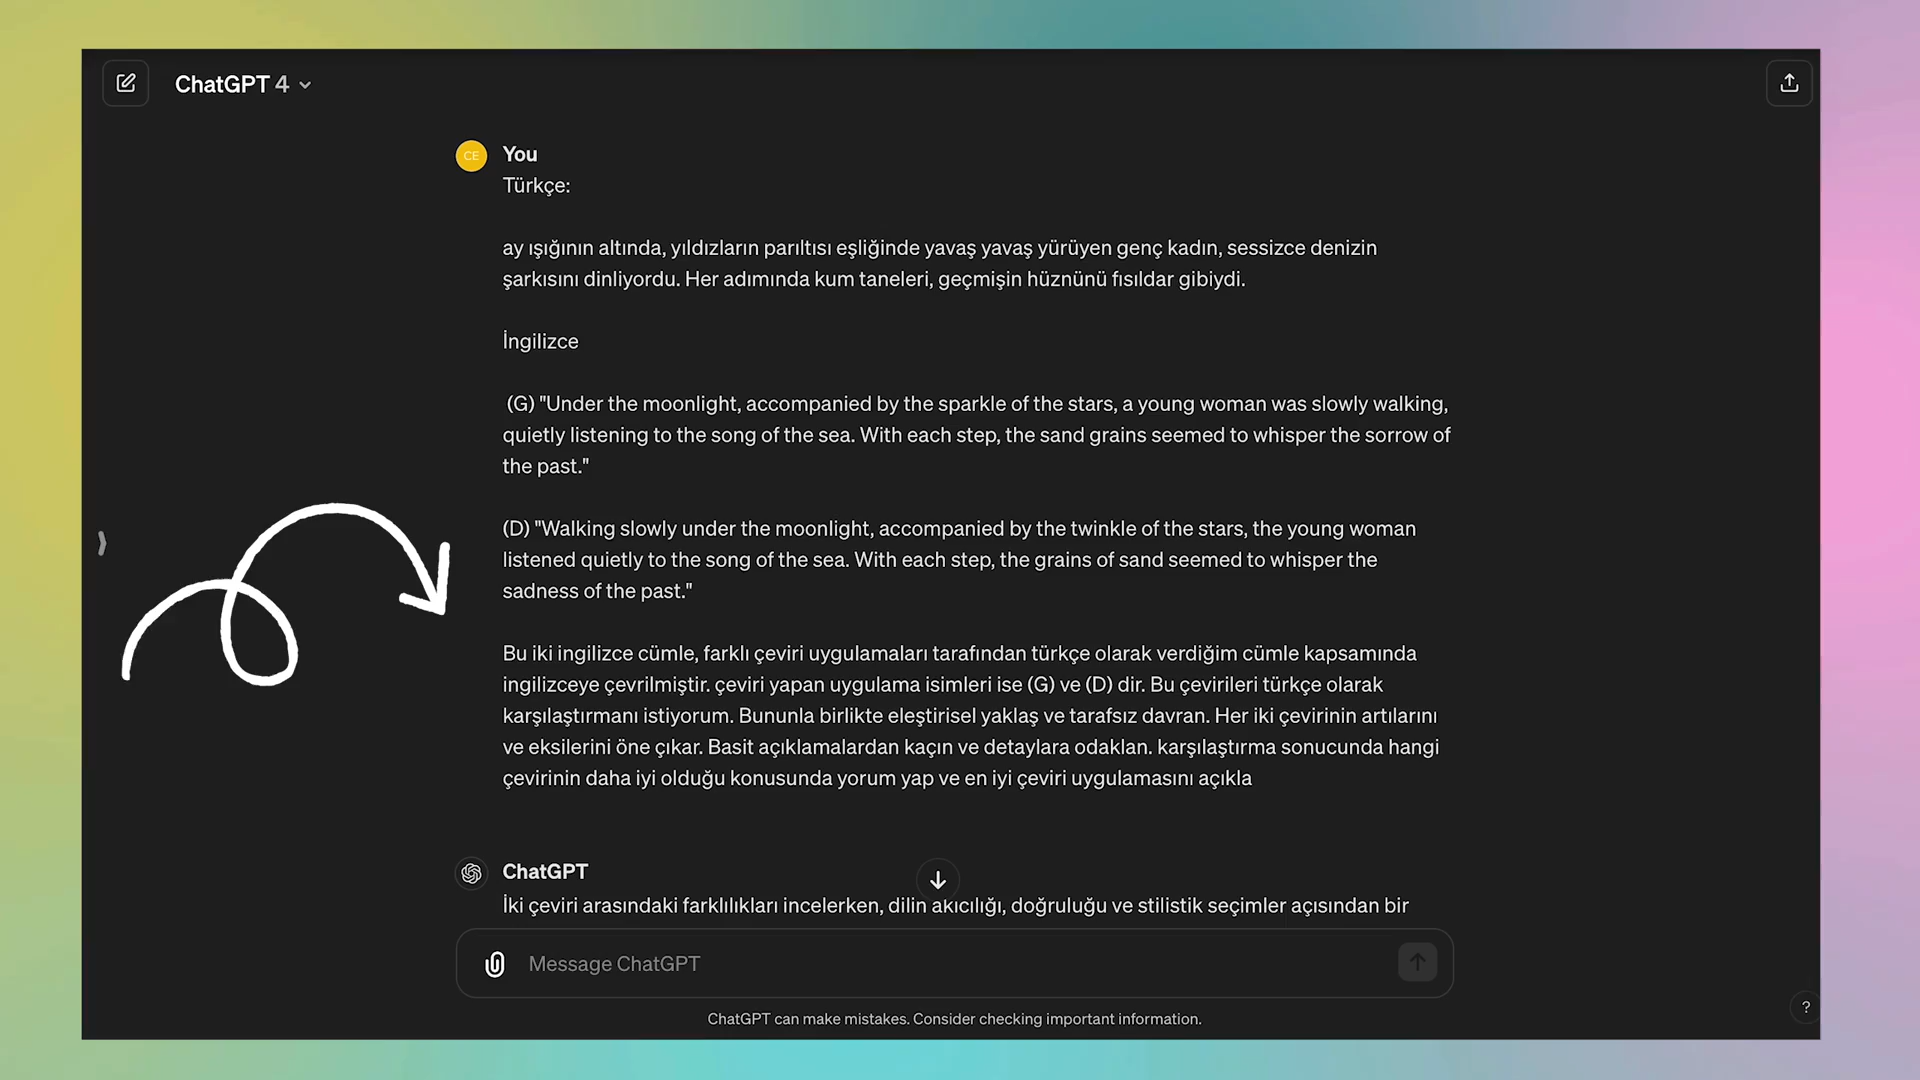 ChatGPT 4
CE
You
Türkçe:
ay ışığının altında, yıldızların parıltısı eşliğinde yavaş yavaş yürüyen genç kadın, sessizce denizin
şarkısını dinliyordu. Her adımında kum taneleri, geçmişin hüznünü fısıldar gibiydi.
İngilizce
(G) "Under the moonlight, accompanied by the sparkle of the stars, a young woman was slowly walking,
quietly listening to the song of the sea. With each step, the sand grains seemed to whisper the sorrow of
the past."
(D) "Walking slowly under the moonlight, accompanied by the twinkle of the stars, the young woman
listened quietly to the song of the sea. With each step, the grains of sand seemed to whisper the
sadness of the past."
Bu iki ingilizce cümle, farklı çeviri uygulamaları tarafından türkçe olarak verdiğim cümle kapsamında
ingilizceye çevrilmiştir. çeviri yapan uygulama isimleri ise (G) ve (D) dir. Bu çevirileri türkçe olarak
karşılaştırmanı istiyorum. Bununla birlikte eleştirisel yaklaş ve tarafsız davran. Her iki çevirinin artılarını
ve eksilerini öne çıkar. Basit açıklamalardan kaçın ve detaylara odaklan. karşılaştırma sonucunda hangi
çevirinin daha iyi olduğu konusunda yorum yap ve en iyi çeviri uygulamasını açıkla
ChatGPT
İki çeviri arasındaki farklılıkları incelerken, dilin akıcılığı, doğruluğu ve stilistik seçimler açısından bir
Message ChatGPT
ChatGPT can make mistakes. Consider checking important information.
?